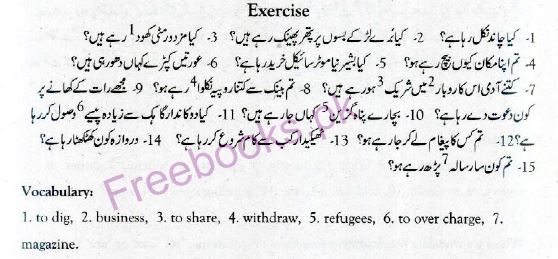 Exercise
1- کیا چاند نکل رہا ہے؟ 2- کیا بُرے لڑکے بسوں پر پتھر پھینک رہے ہیں؟ 3- کیا مزدور مٹی کھود 1 رہے ہیں؟
4- تم اپنا مکان کیوں بیچ رہے ہو؟ 5- کیا بشیر نیا موٹر سائیکل خرید رہا ہے؟ 6- عورتیں کپڑے کہاں دھو رہی ہیں؟
7- کتنے آدمی اس کاروبار 2 میں شریک 3 ہو رہے ہیں؟ 8- تم بینک سے کتنا روپیہ نکلوا 4 رہے ہو؟ 9- مجھے رات کے کھانے پر
کون دعوت دے رہا ہے؟ 10- بچارے پناہ گزین 5 کہاں جا رہے ہیں؟ 11- کیا دوکاندار گاہک سے زیادہ پیسے 6 وصول کر رہا
ہے؟ 12- تم کس کا پیغام لے کر جا رہے ہو؟ 13- ٹھیکیدار کب سے کام شروع کر رہا ہے؟ 14- دروازہ کون کھٹکھٹا رہا ہے؟
15- تم کون سا رسالہ 7 پڑھ رہے ہو؟
Freebooks.pk
Vocabulary:
1. to dig, 2. business, 3. to share, 4. withdraw, 5. refugees, 6. to over charge, 7.
magazine.